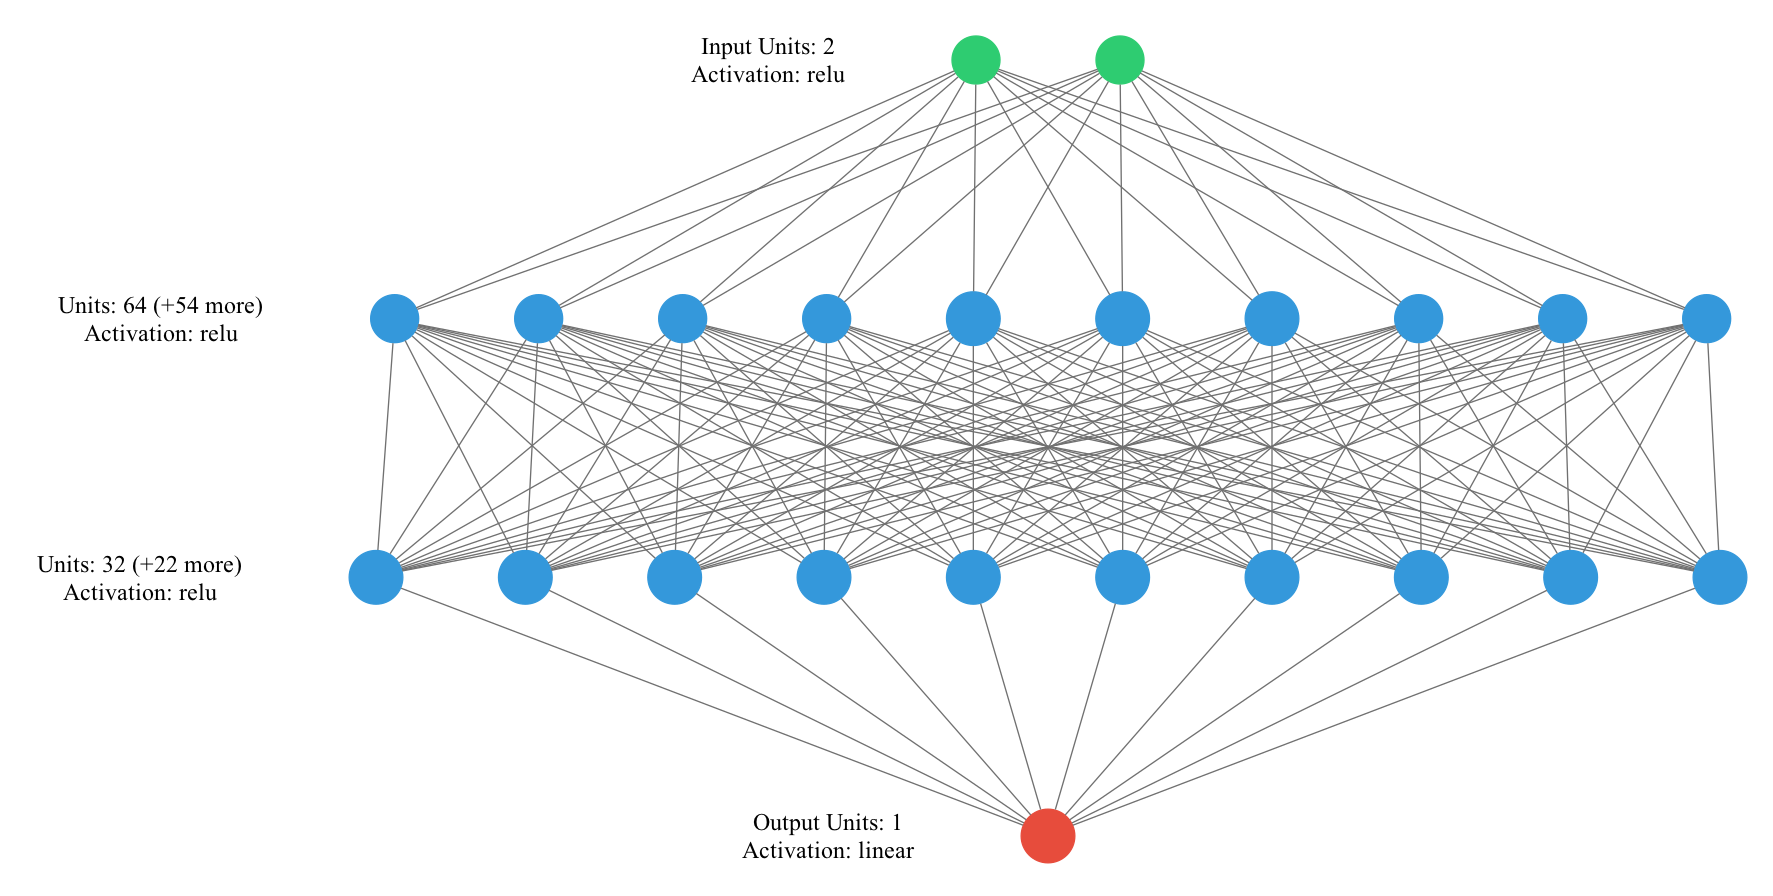 Input Units: 2
Activation: relu
Units: 64 (+54 more)
Activation: relu
Units: 32 (+22 more)
Activation: relu
Output Units: 1
Activation: linear